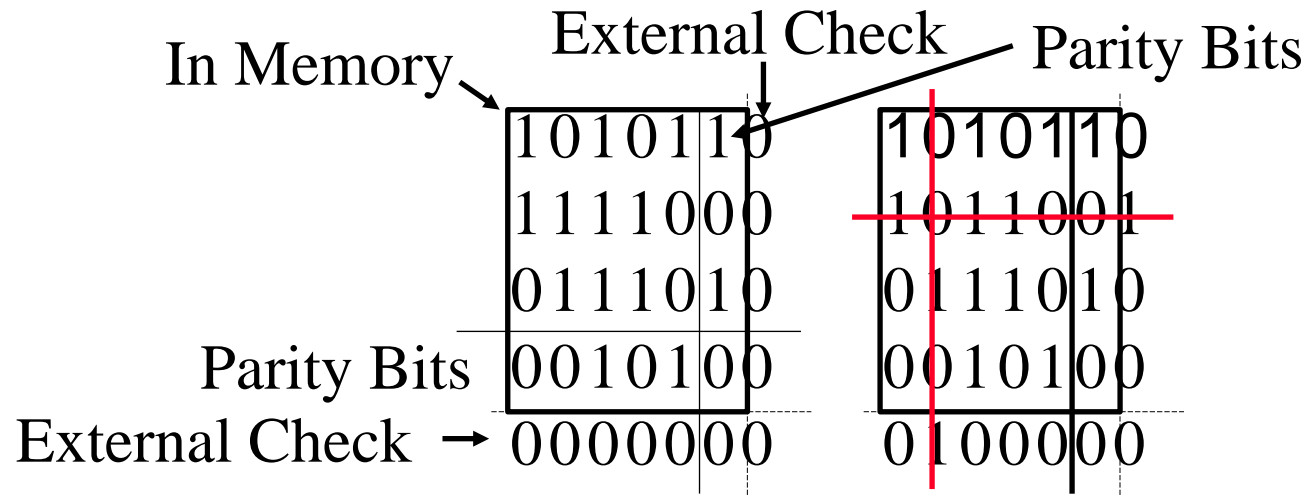 External Check
Parity Bits
In Memory
1010110 1010110
1111000 1011001
0111010 0111010
Parity Bits 0010100 0010100
External Check 0000000 0100000